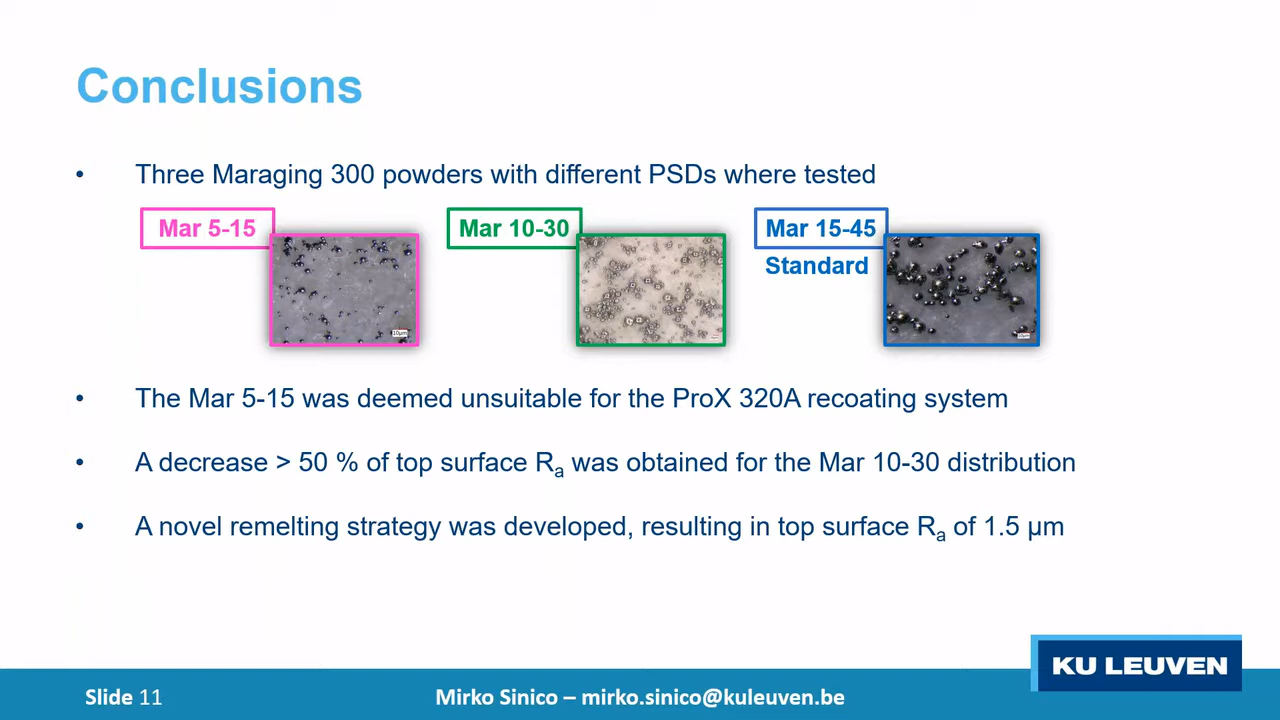 Conclusions
• Three Maraging 300 powders with different PSDs where tested
Mar 5-15
Mar 10-30
Mar 15-45
Standard
10µm
• The Mar 5-15 was deemed unsuitable for the ProX 320A recoating system
• A decrease > 50 % of top surface Ra was obtained for the Mar 10-30 distribution
• A novel remelting strategy was developed, resulting in top surface Ra of 1.5 µm
KU LEUVEN
Slide 11
Mirko Sinico – mirko.sinico@kuleuven.be